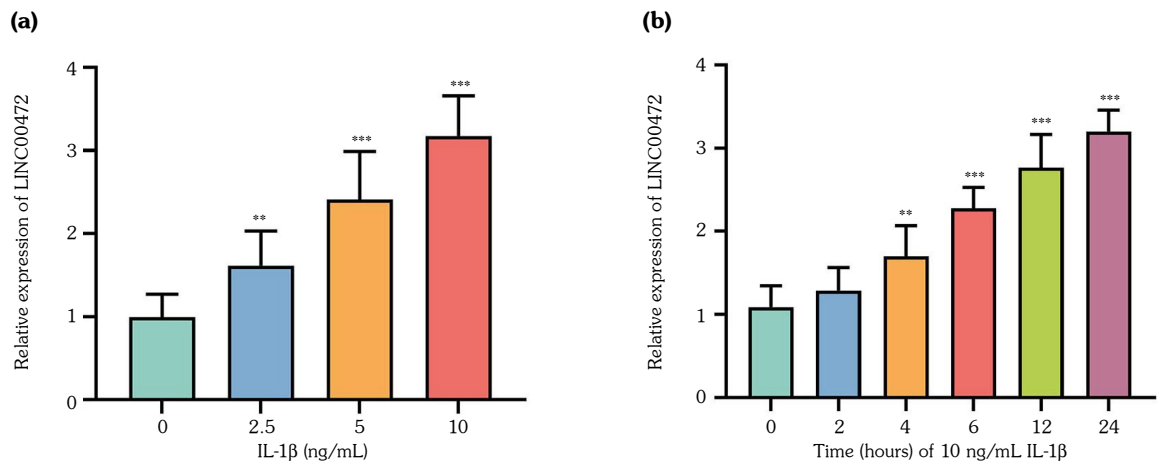 (a)
Relative expression of LINC00472
4
3
2
1
0
**
***
***
0 2.5 5 10
IL-1β (ng/mL)
(b)
Relative expression of LINC00472
4
3
2
1
0
**
***
***
***
0 2 4 6 12 24
Time (hours) of 10 ng/mL IL-1β